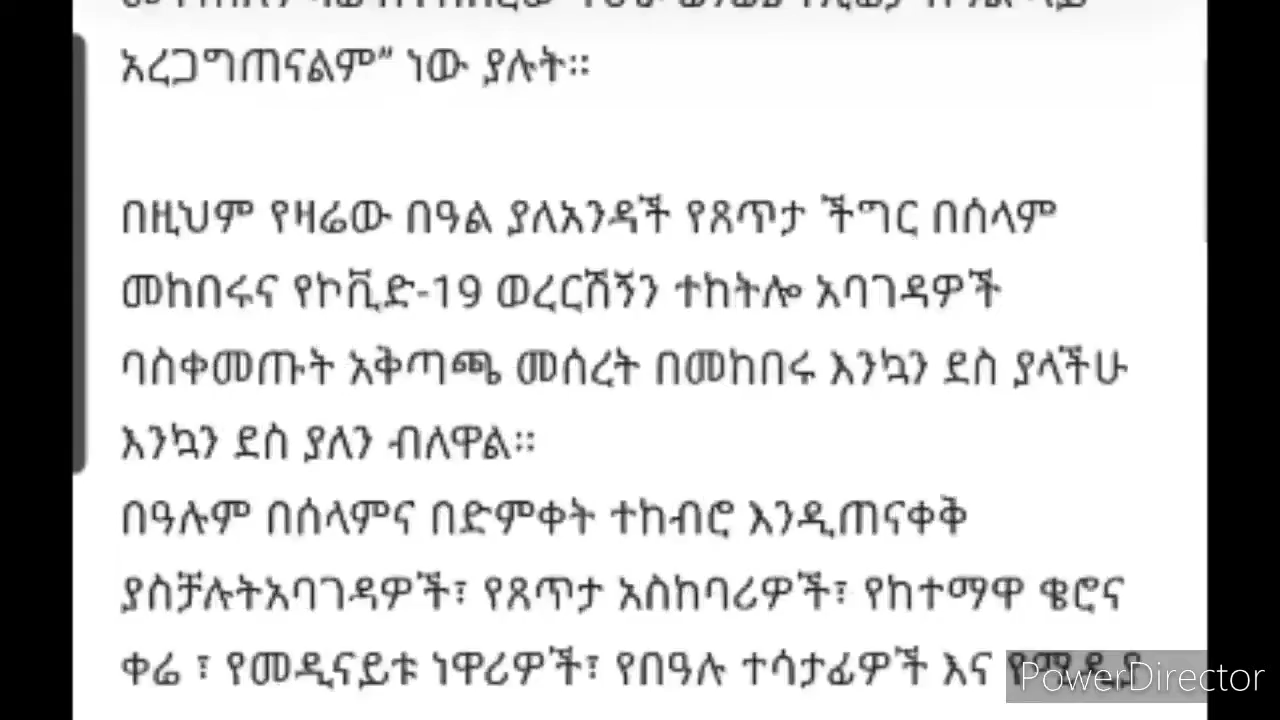 አረጋግጠናልም” ነው ያሉት።
በዚህም የዛሬው በዓል ያለአንዳች የጸጥታ ችግር በሰላም
መከበሩና የኮቪድ-19 ወረርሽኝን ተከትሎ አባገዳዎች
ባስቀመጡት አቅጣጫ መሰረት በመከበሩ እንኳን ደስ ያላችሁ
እንኳን ደስ ያለን ብለዋል።
በዓሉም በሰላምና በድምቀት ተከብሮ እንዲጠናቀቅ
ያስቻሉትአባገዳዎች፣ የጸጥታ አስከባሪዎች፣ የከተማዋ ቄሮና
ቀሬ ፣ የመዲናይቱ ነዋሪዎች፣ የበዓሉ ተሳታፊዎች እና
PowerDirector